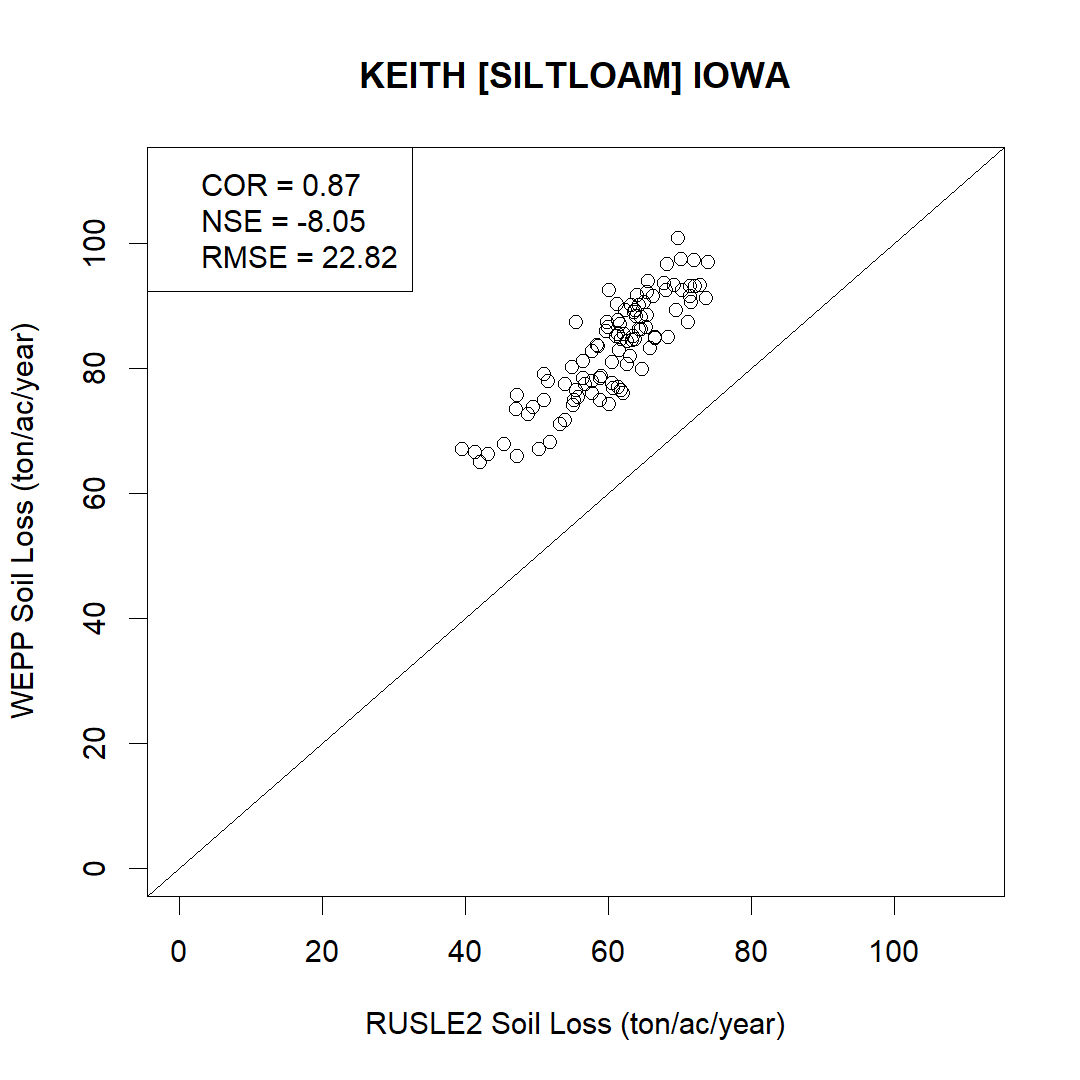 KEITH [SILTLOAM] IOWA
COR = 0.87
NSE = -8.05
RMSE = 22.82
WEPP Soil Loss (ton/ac/year)
100
80
60
40
20
0
0 20 40 60 80 100
RUSLE2 Soil Loss (ton/ac/year)